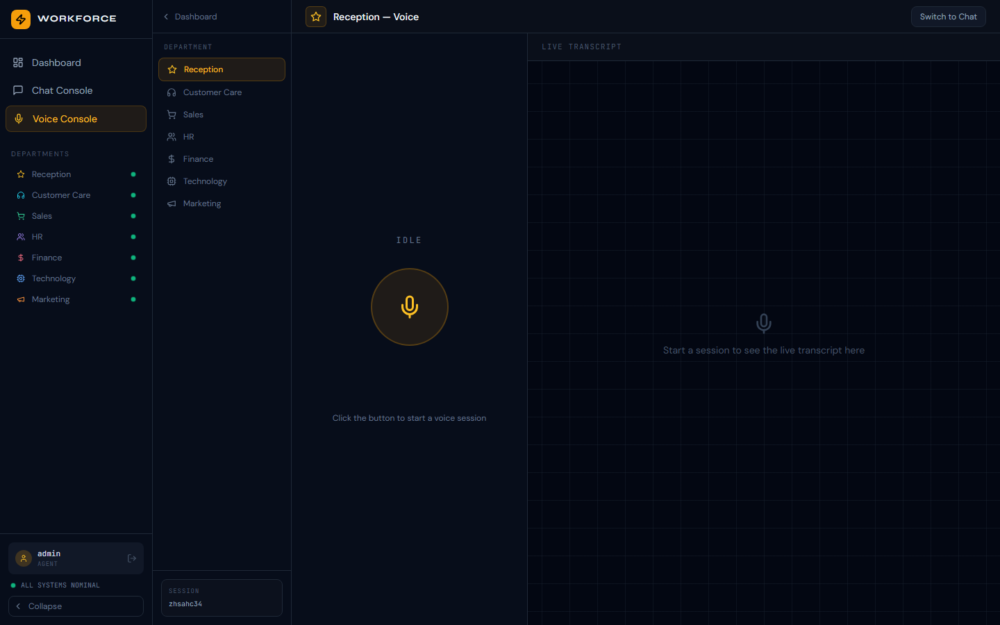 WORKFORCE
Dashboard
Chat Console
Voice Console
DEPARTMENTS
Reception
Customer Care
Sales
HR
Finance
Technology
Marketing
admin
AGENT
ALL SYSTEMS NOMINAL
Collapse
Dashboard
DEPARTMENT
Reception
Customer Care
Sales
HR
Finance
Technology
Marketing
SESSION
zhsahc34
Reception — Voice
Switch to Chat
IDLE
Click the button to start a voice session
LIVE TRANSCRIPT
Start a session to see the live transcript here